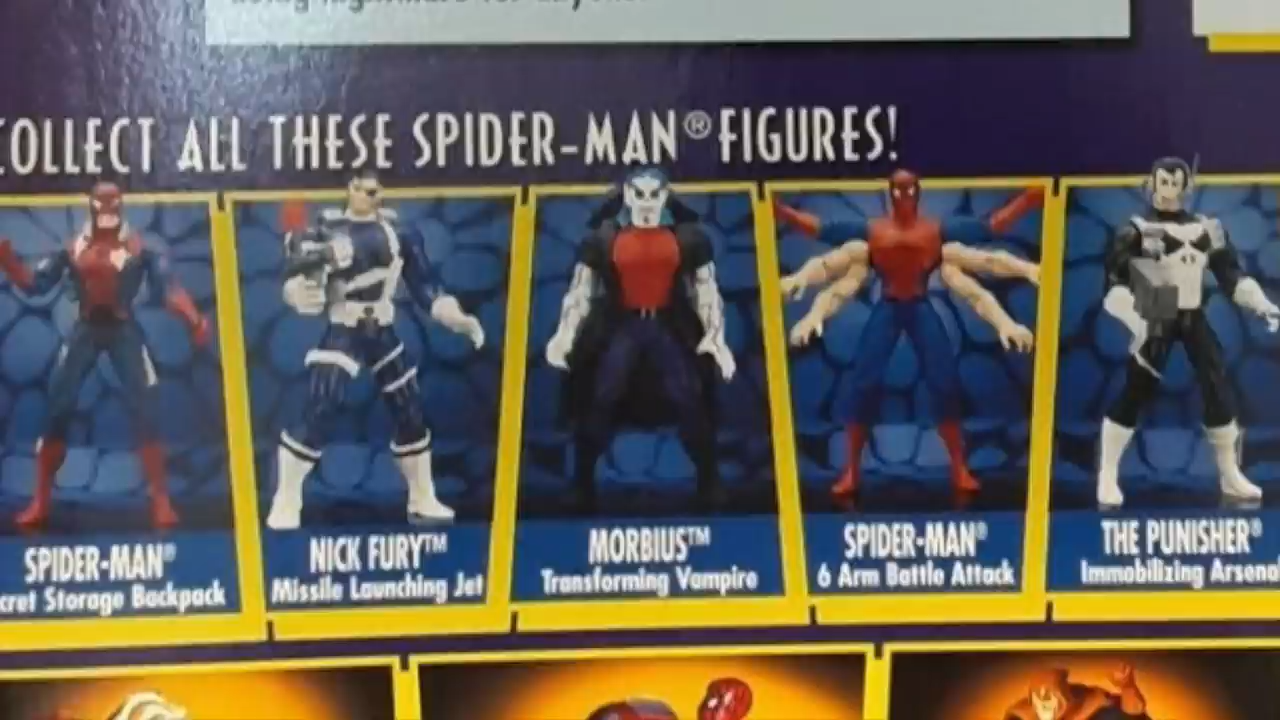 COLLECT ALL THESE SPIDER-MAN® FIGURES!
SPIDER-MAN®
cret Storage Backpack
NICK FURY™
Missile Launching Jet
MORBIUS™
Transforming Vampire
SPIDER-MAN®
6 Arm Battle Attack
THE PUNISHER®
Immobilizing Arsenal